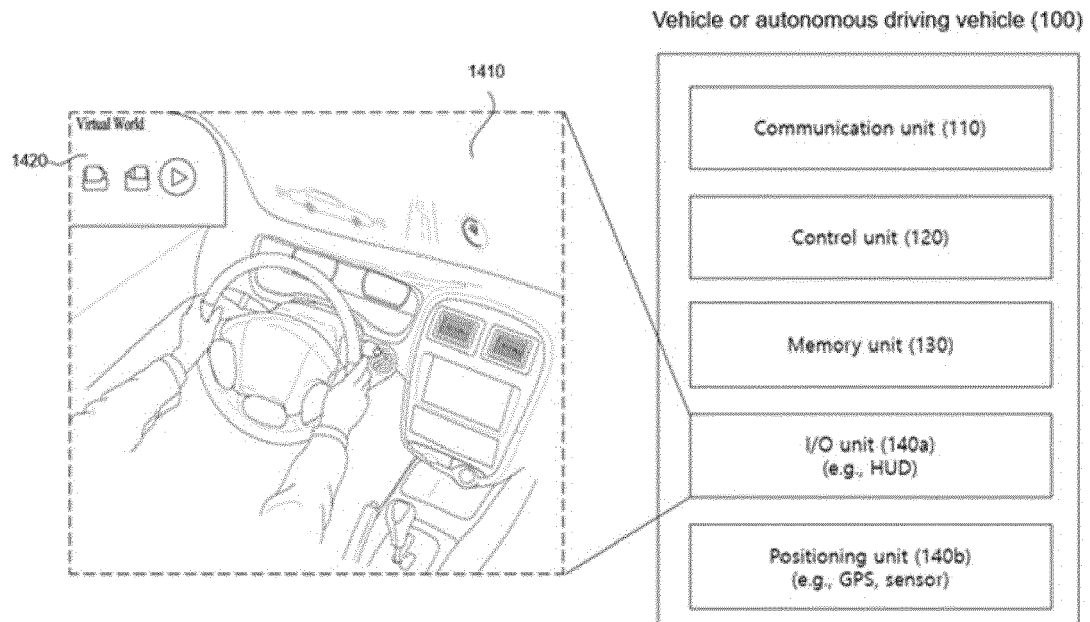 Vehicle or autonomous driving vehicle (100)
1410
Virtual World
1420
Communication unit (110)
Control unit (120)
Memory unit (130)
I/O unit (140a)
(e.g., HUD)
Positioning unit (140b)
(e.g., GPS, sensor)